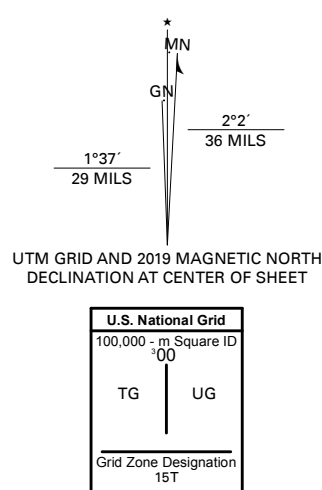 ★
MN
GN
2°2´
36 MILS
1°37´
29 MILS
UTM GRID AND 2019 MAGNETIC NORTH
DECLINATION AT CENTER OF SHEET
U.S. National Grid
100,000 - m Square ID
³00
TG UG
Grid Zone Designation
15T